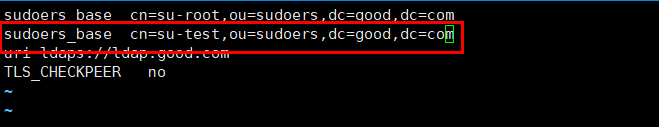 sudoers_base  cn=su-root,ou=sudoers,dc=good,dc=com
sudoers_base  cn=su-test,ou=sudoers,dc=good,dc=com
uri ldaps://ldap.good.com
TLS_CHECKPEER   no
~
~